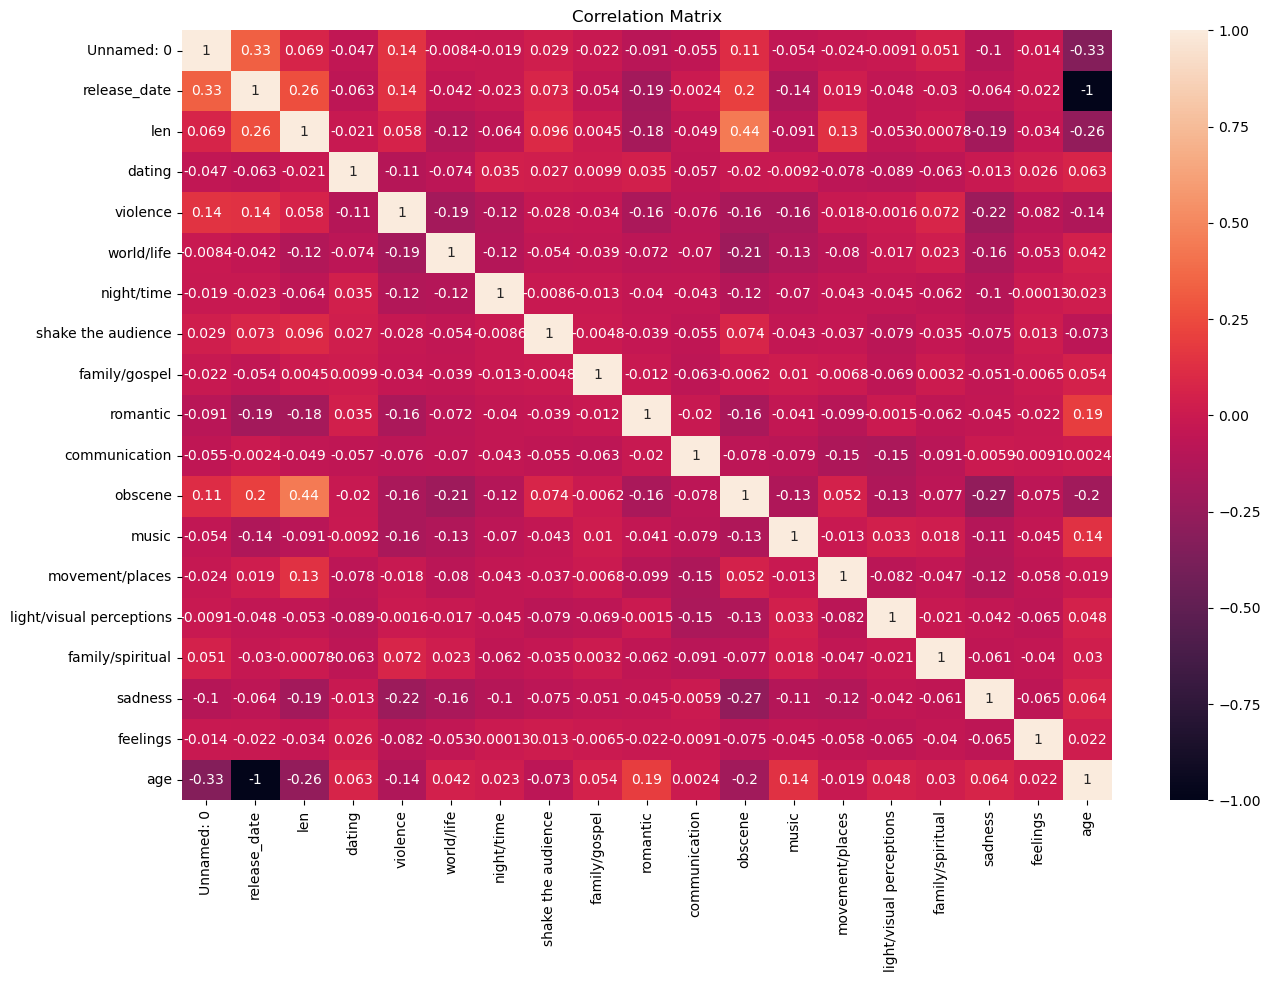 Correlation Matrix
Unnamed: 0 1 0.33 0.069 -0.047 0.14 -0.0084 -0.019 0.029 -0.022 -0.091 -0.055 0.11 -0.054 -0.024 -0.0091 0.051 -0.1 -0.014 -0.33 1.00
release_date 0.33 1 0.26 -0.063 0.14 -0.042 -0.023 0.073 -0.054 -0.19 -0.0024 0.2 -0.14 0.019 -0.048 -0.03 -0.064 -0.022 -1
len 0.069 0.26 1 -0.021 0.058 -0.12 -0.064 0.096 0.0045 -0.18 -0.049 0.44 -0.091 0.13 -0.053 -0.00078 -0.19 -0.034 -0.26 0.75
dating -0.047 -0.063 -0.021 1 -0.11 -0.074 0.035 0.027 0.0099 0.035 -0.057 -0.02 -0.0092 -0.078 -0.089 -0.063 -0.013 0.026 0.063
violence 0.14 0.14 0.058 -0.11 1 -0.19 -0.12 -0.028 -0.034 -0.16 -0.076 -0.16 -0.16 -0.018 -0.0016 0.072 -0.22 -0.082 -0.14 0.50
world/life -0.0084 -0.042 -0.12 -0.074 -0.19 1 -0.12 -0.054 -0.039 -0.072 -0.07 -0.21 -0.13 -0.08 -0.017 0.023 -0.16 -0.053 0.042
night/time -0.019 -0.023 -0.064 0.035 -0.12 -0.12 1 -0.0086 -0.013 -0.04 -0.043 -0.12 -0.07 -0.043 -0.045 -0.062 -0.1 -0.00013 0.023 0.25
shake the audience 0.029 0.073 0.096 0.027 -0.028 -0.054 -0.0086 1 -0.0048 -0.039 -0.055 0.074 -0.043 -0.037 -0.079 -0.035 -0.075 0.013 -0.073
family/gospel -0.022 -0.054 0.0045 0.0099 -0.034 -0.039 -0.013 -0.0048 1 -0.012 -0.063 -0.0062 0.01 -0.0068 -0.069 0.0032 -0.051 -0.0065 0.054
romantic -0.091 -0.19 -0.18 0.035 -0.16 -0.072 -0.04 -0.039 -0.012 1 -0.02 -0.16 -0.041 -0.099 -0.0015 -0.062 -0.045 -0.022 0.19 0.00
communication -0.055 -0.0024 -0.049 -0.057 -0.076 -0.07 -0.043 -0.055 -0.063 -0.02 1 -0.078 -0.079 -0.15 -0.15 -0.091 -0.0059 -0.0091 0.0024
obscene 0.11 0.2 0.44 -0.02 -0.16 -0.21 -0.12 0.074 -0.0062 -0.16 -0.078 1 -0.13 0.052 -0.13 -0.077 -0.27 -0.075 -0.2 −0.25
music -0.054 -0.14 -0.091 -0.0092 -0.16 -0.13 -0.07 -0.043 0.01 -0.041 -0.079 -0.13 1 -0.013 0.033 0.018 -0.11 -0.045 0.14
movement/places -0.024 0.019 0.13 -0.078 -0.018 -0.08 -0.043 -0.037 -0.0068 -0.099 -0.15 0.052 -0.013 1 -0.082 -0.047 -0.12 -0.058 -0.019
light/visual perceptions -0.0091 -0.048 -0.053 -0.089 -0.0016 -0.017 -0.045 -0.079 -0.069 -0.0015 -0.15 -0.13 0.033 -0.082 1 -0.021 -0.042 -0.065 0.048 −0.50
family/spiritual 0.051 -0.03 -0.00078 -0.063 0.072 0.023 -0.062 -0.035 0.0032 -0.062 -0.091 -0.077 0.018 -0.047 -0.021 1 -0.061 -0.04 0.03
sadness -0.1 -0.064 -0.19 -0.013 -0.22 -0.16 -0.1 -0.075 -0.051 -0.045 -0.0059 -0.27 -0.11 -0.12 -0.042 -0.061 1 -0.065 0.064 −0.75
feelings -0.014 -0.022 -0.034 0.026 -0.082 -0.053 -0.00013 0.013 -0.0065 -0.022 -0.0091 -0.075 -0.045 -0.058 -0.065 -0.04 -0.065 1 0.022
age -0.33 -1 -0.26 0.063 -0.14 0.042 0.023 -0.073 0.054 0.19 0.0024 -0.2 0.14 -0.019 0.048 0.03 0.064 0.022 1 −1.00
Unnamed: 0 release_date len dating violence world/life night/time shake the audience family/gospel romantic communication obscene music movement/places light/visual perceptions family/spiritual sadness feelings age